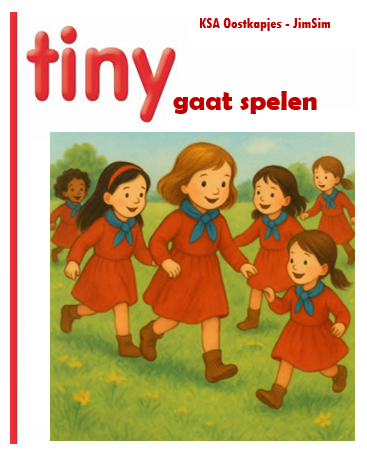 KSA Oostkapjes - JimSim
tiny
gaat spelen